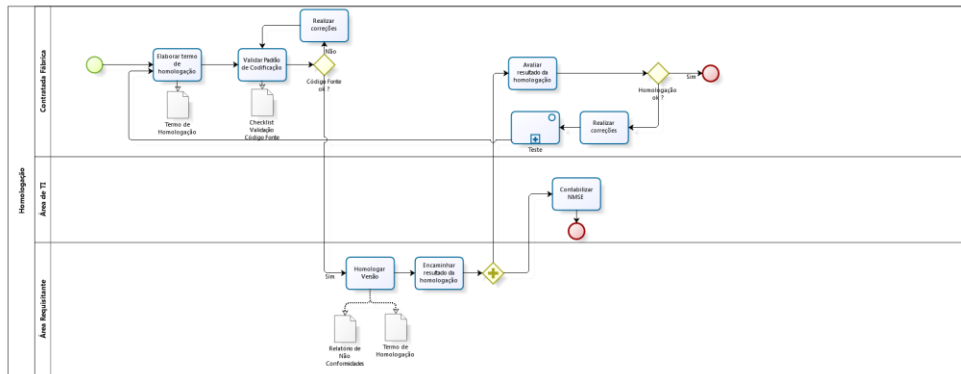 Homologação
Contratada Fábrica
Elaborar termo
de
homologação
Termo de
Homologação
Validar Padrão
de Codificação
Checklist
Validação
Código Fonte
Realizar
correções
Não
Código Fonte
ok ?
Avaliar
resultado da
homologação
Homologação
ok ?
Sim
Realizar
correções
Teste
Área de TI
Contabilizar
NMSE
Área Requisitante
Sim
Homologar
Versão
Relatório de
Não
Conformidades
Termo de
Homologação
Encaminhar
resultado da
homologação